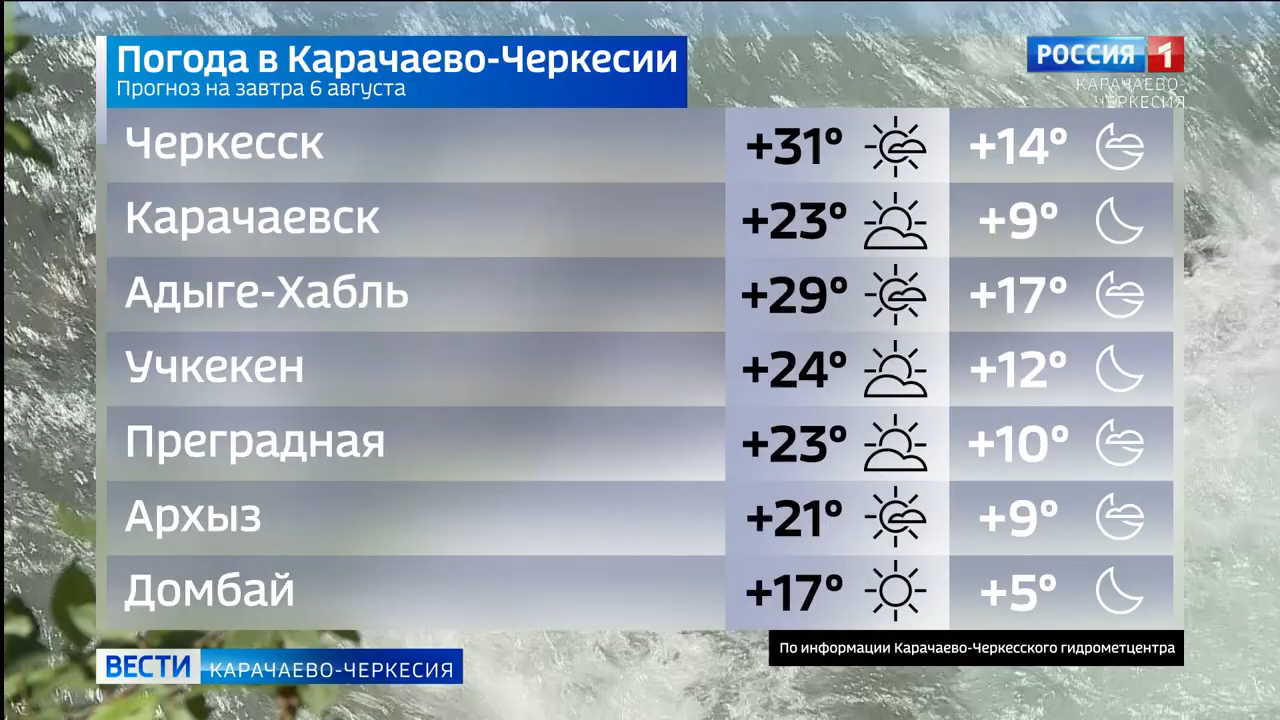 Погода в Карачаево-Черкесии
Прогноз на завтра 6 августа
РОССИЯ 1
КАРАЧАЕВО-
ЧЕРКЕСИЯ
Черкесск +31° +14°
Карачаевск +23° +9°
Адыге-Хабль +29° +17°
Учкекен +24° +12°
Преградная +23° +10°
Архыз +21° +9°
Домбай +17° +5°
По информации Карачаево-Черкесского гидрометцентра
ВЕСТИ КАРАЧАЕВО-ЧЕРКЕСИЯ